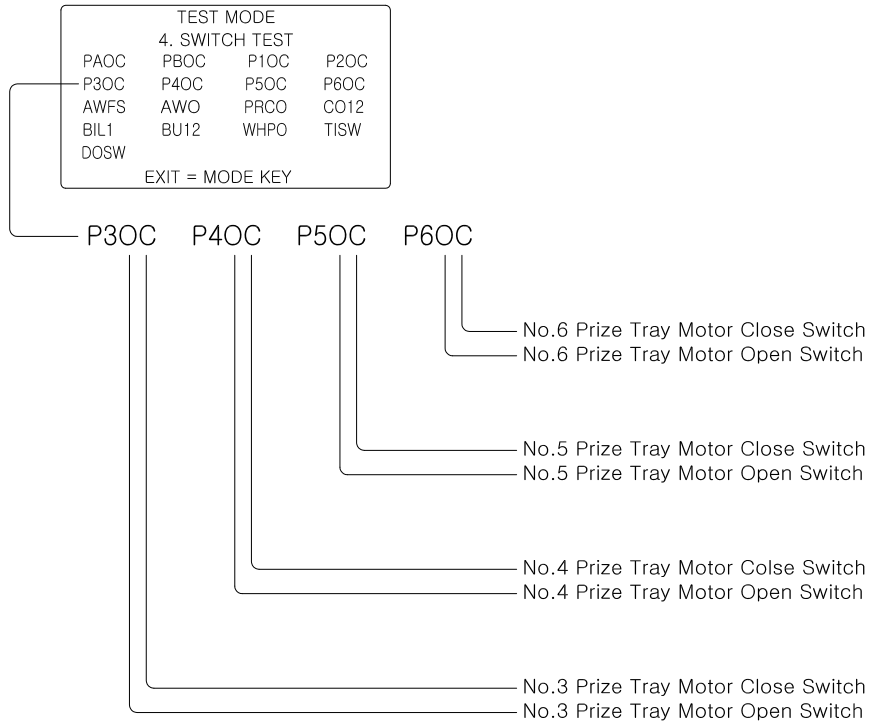 TEST MODE
4. SWITCH TEST
PAOC PBOC P1OC P2OC
P3OC P4OC P5OC P6OC
AWFS AWO PRCO CO12
BIL1 BU12 WHPO TISW
DOSW
EXIT = MODE KEY
P3OC P4OC P5OC P6OC
No.6 Prize Tray Motor Close Switch
No.6 Prize Tray Motor Open Switch
No.5 Prize Tray Motor Close Switch
No.5 Prize Tray Motor Open Switch
No.4 Prize Tray Motor Colse Switch
No.4 Prize Tray Motor Open Switch
No.3 Prize Tray Motor Close Switch
No.3 Prize Tray Motor Open Switch